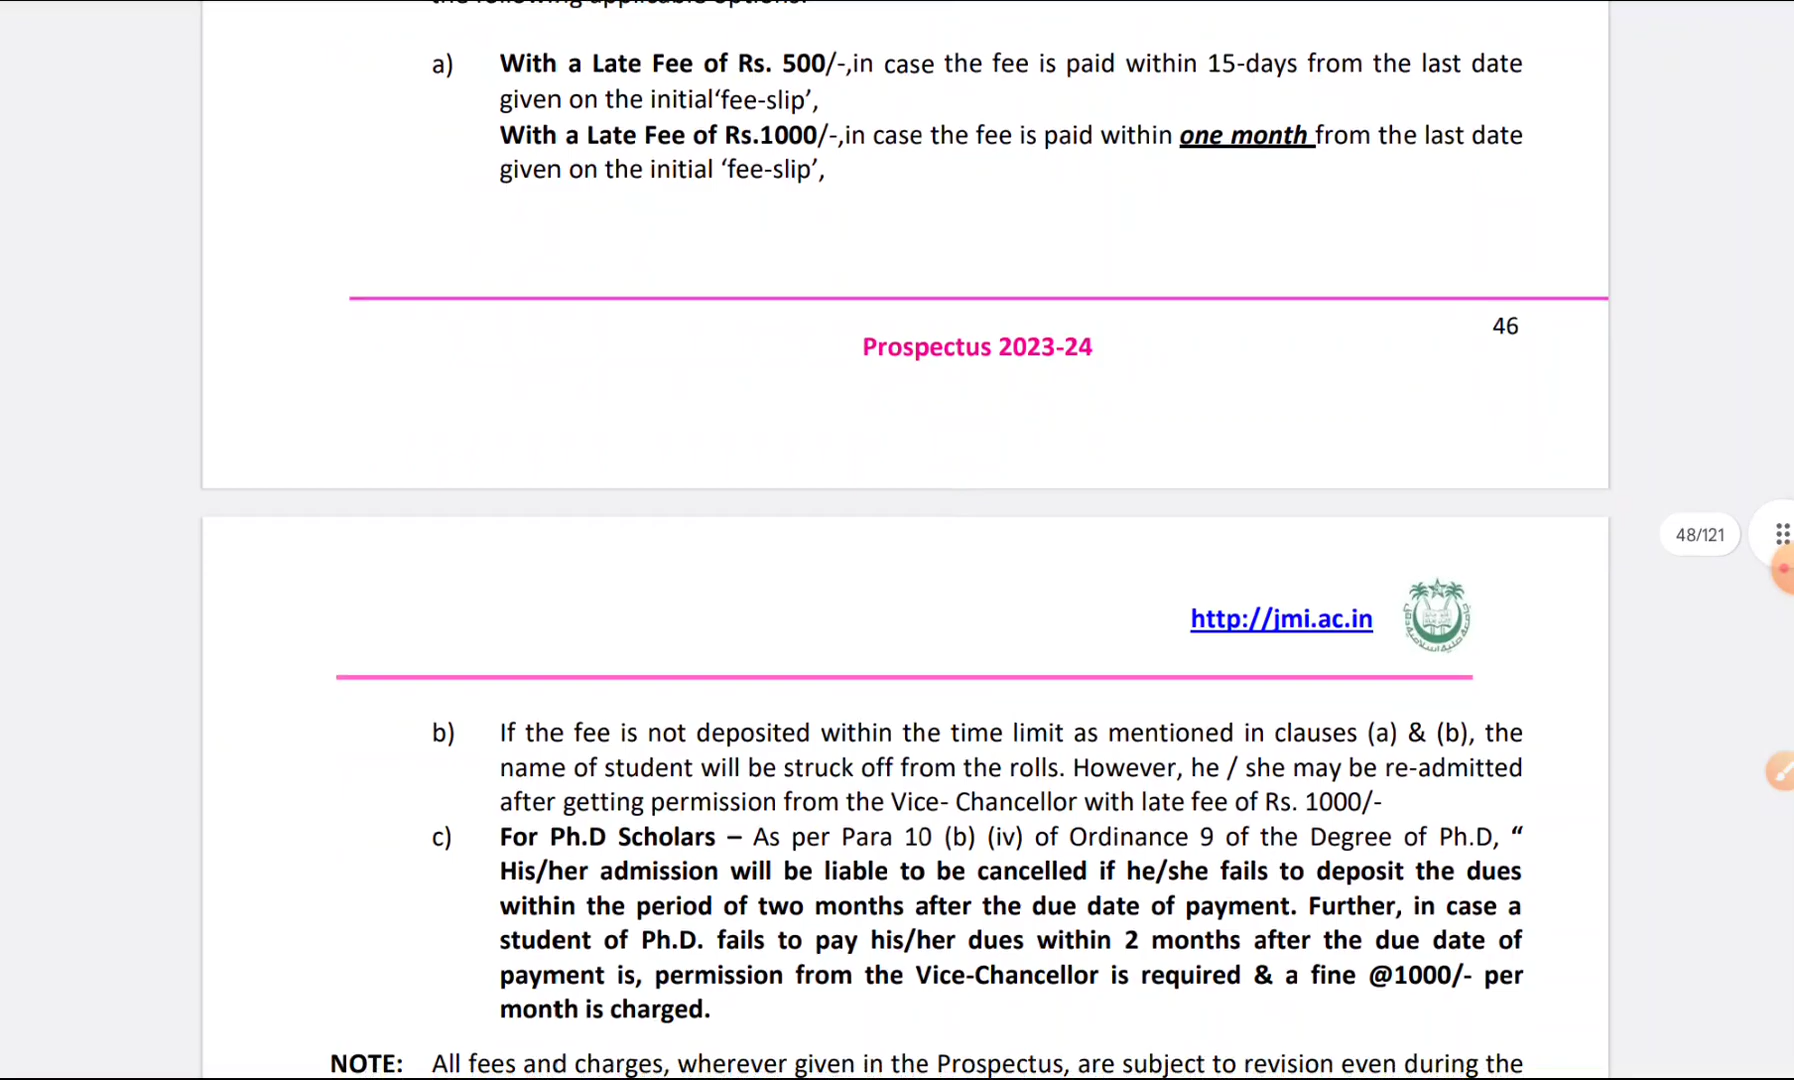 the following applicable options:
a) With a Late Fee of Rs. 500/-,in case the fee is paid within 15-days from the last date
given on the initial‘fee-slip’,
With a Late Fee of Rs.1000/-,in case the fee is paid within one month from the last date
given on the initial ‘fee-slip’,
46
Prospectus 2023-24
48/121
http://jmi.ac.in
b) If the fee is not deposited within the time limit as mentioned in clauses (a) & (b), the
name of student will be struck off from the rolls. However, he / she may be re-admitted
after getting permission from the Vice- Chancellor with late fee of Rs. 1000/-
c) For Ph.D Scholars – As per Para 10 (b) (iv) of Ordinance 9 of the Degree of Ph.D, “
His/her admission will be liable to be cancelled if he/she fails to deposit the dues
within the period of two months after the due date of payment. Further, in case a
student of Ph.D. fails to pay his/her dues within 2 months after the due date of
payment is, permission from the Vice-Chancellor is required & a fine @1000/- per
month is charged.
NOTE: All fees and charges, wherever given in the Prospectus, are subject to revision even during the